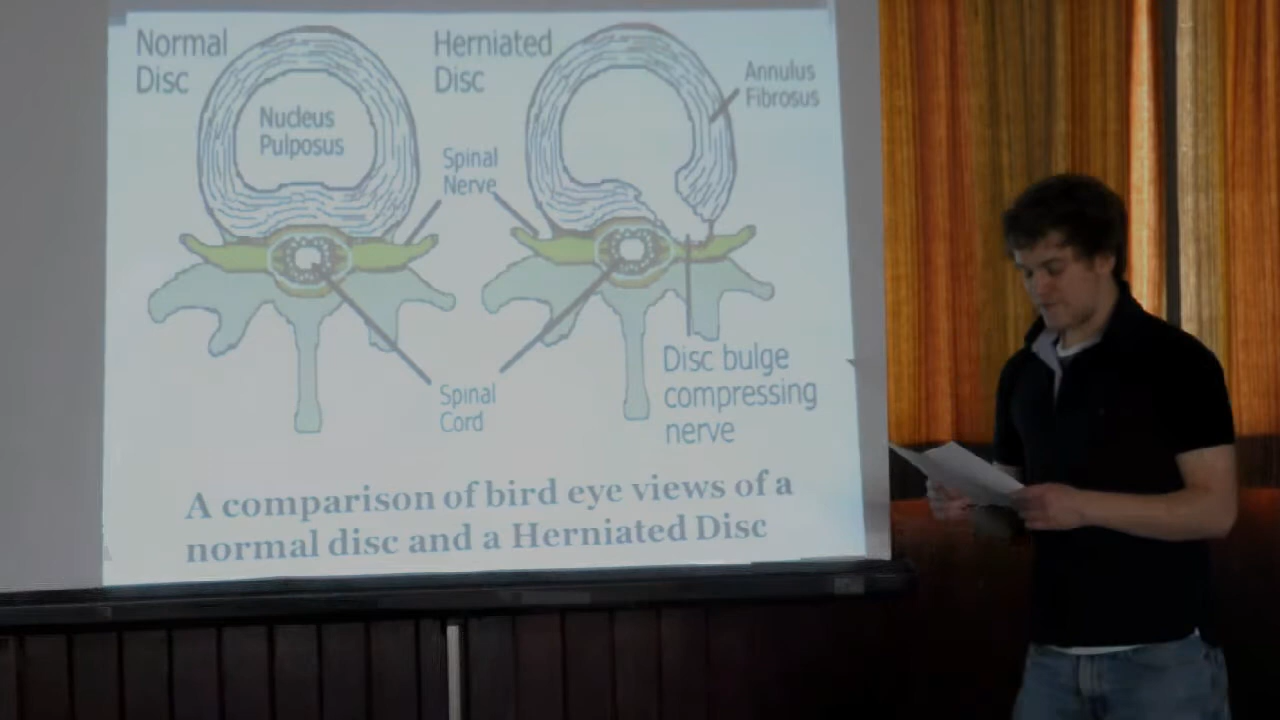 Normal
Disc
Nucleus
Pulposus
Herniated
Disc
Annulus
Fibrosus
Spinal
Nerve
Spinal
Cord
Disc bulge
compressing
nerve
A comparison of bird eye views of a
normal disc and a Herniated Disc